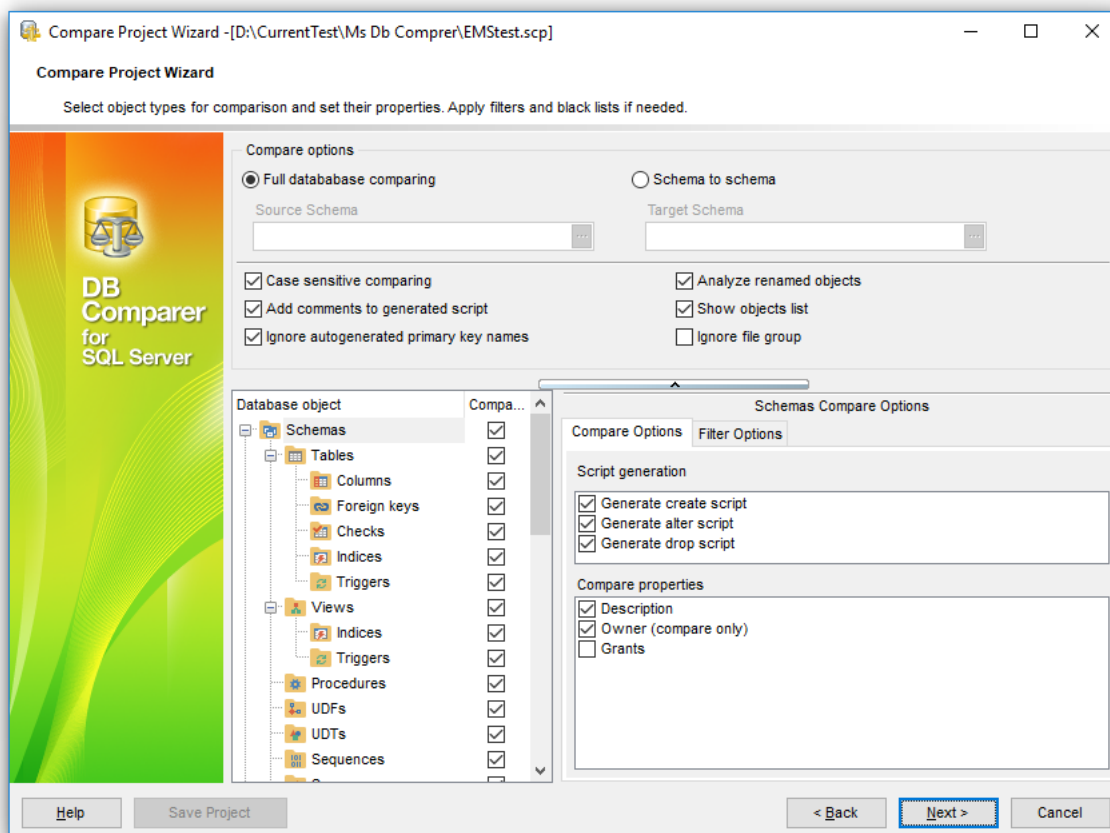 Compare Project Wizard -[D:\CurrentTest\Ms Db Comprer\EMStest.scp]
Compare Project Wizard
Select object types for comparison and set their properties. Apply filters and black lists if needed.
DB
Comparer
for
SQL Server
Compare options
Full datababase comparing
Schema to schema
Source Schema
Target Schema
...
...
Case sensitive comparing
Analyze renamed objects
Add comments to generated script
Show objects list
Ignore autogenerated primary key names
Ignore file group
Database object
Compa...
Schemas
Tables
Columns
Foreign keys
Checks
Indices
Triggers
Views
Indices
Triggers
Procedures
UDFs
UDTs
Sequences
Schemas Compare Options
Compare Options
Filter Options
Script generation
Generate create script
Generate alter script
Generate drop script
Compare properties
Description
Owner (compare only)
Grants
Help
Save Project
< Back
Next >
Cancel